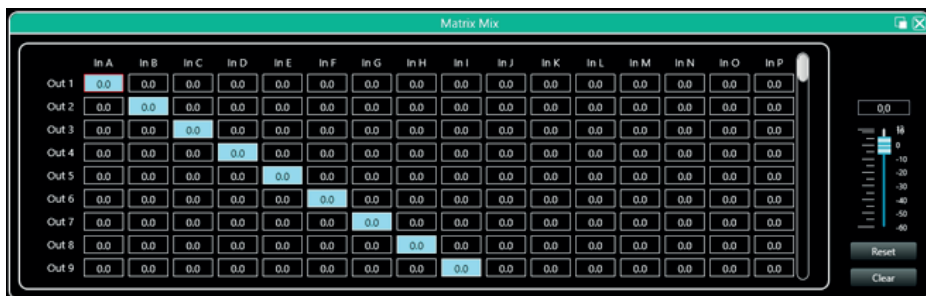 Matrix Mix
In A In B In C In D In E In F In G In H In I In J In K In L In M In N In O In P
Out 1 0.0 0.0 0.0 0.0 0.0 0.0 0.0 0.0 0.0 0.0 0.0 0.0 0.0 0.0 0.0 0.0
Out 2 0.0 0.0 0.0 0.0 0.0 0.0 0.0 0.0 0.0 0.0 0.0 0.0 0.0 0.0 0.0 0.0
Out 3 0.0 0.0 0.0 0.0 0.0 0.0 0.0 0.0 0.0 0.0 0.0 0.0 0.0 0.0 0.0 0.0
Out 4 0.0 0.0 0.0 0.0 0.0 0.0 0.0 0.0 0.0 0.0 0.0 0.0 0.0 0.0 0.0 0.0
Out 5 0.0 0.0 0.0 0.0 0.0 0.0 0.0 0.0 0.0 0.0 0.0 0.0 0.0 0.0 0.0 0.0
Out 6 0.0 0.0 0.0 0.0 0.0 0.0 0.0 0.0 0.0 0.0 0.0 0.0 0.0 0.0 0.0 0.0
Out 7 0.0 0.0 0.0 0.0 0.0 0.0 0.0 0.0 0.0 0.0 0.0 0.0 0.0 0.0 0.0 0.0
Out 8 0.0 0.0 0.0 0.0 0.0 0.0 0.0 0.0 0.0 0.0 0.0 0.0 0.0 0.0 0.0 0.0
Out 9 0.0 0.0 0.0 0.0 0.0 0.0 0.0 0.0 0.0 0.0 0.0 0.0 0.0 0.0 0.0 0.0
0.0
0
-10
-20
-30
-40
-50
-60
Reset
Clear